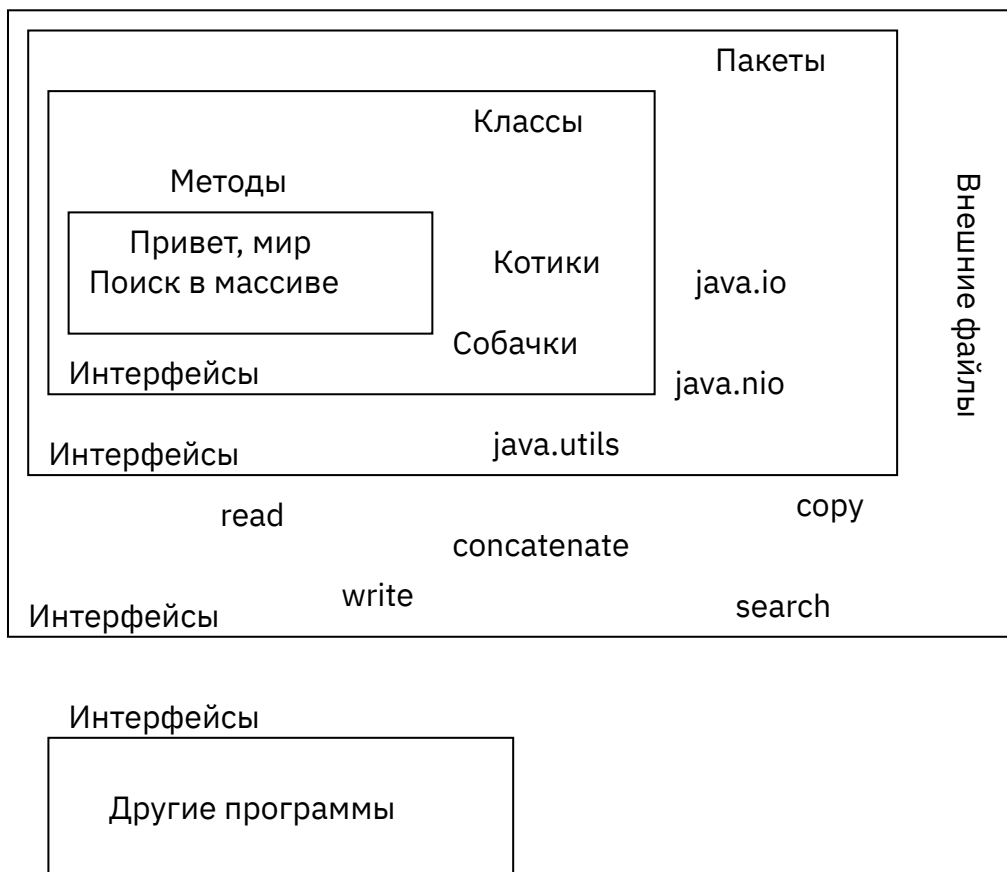 Пакеты
Классы
Методы
Привет, мир
Поиск в массиве
Котики
java.io
Собачки
Интерфейсы
java.nio
Интерфейсы
java.utils
Внешние файлы
read
copy
concatenate
write
search
Интерфейсы
Интерфейсы
Другие программы